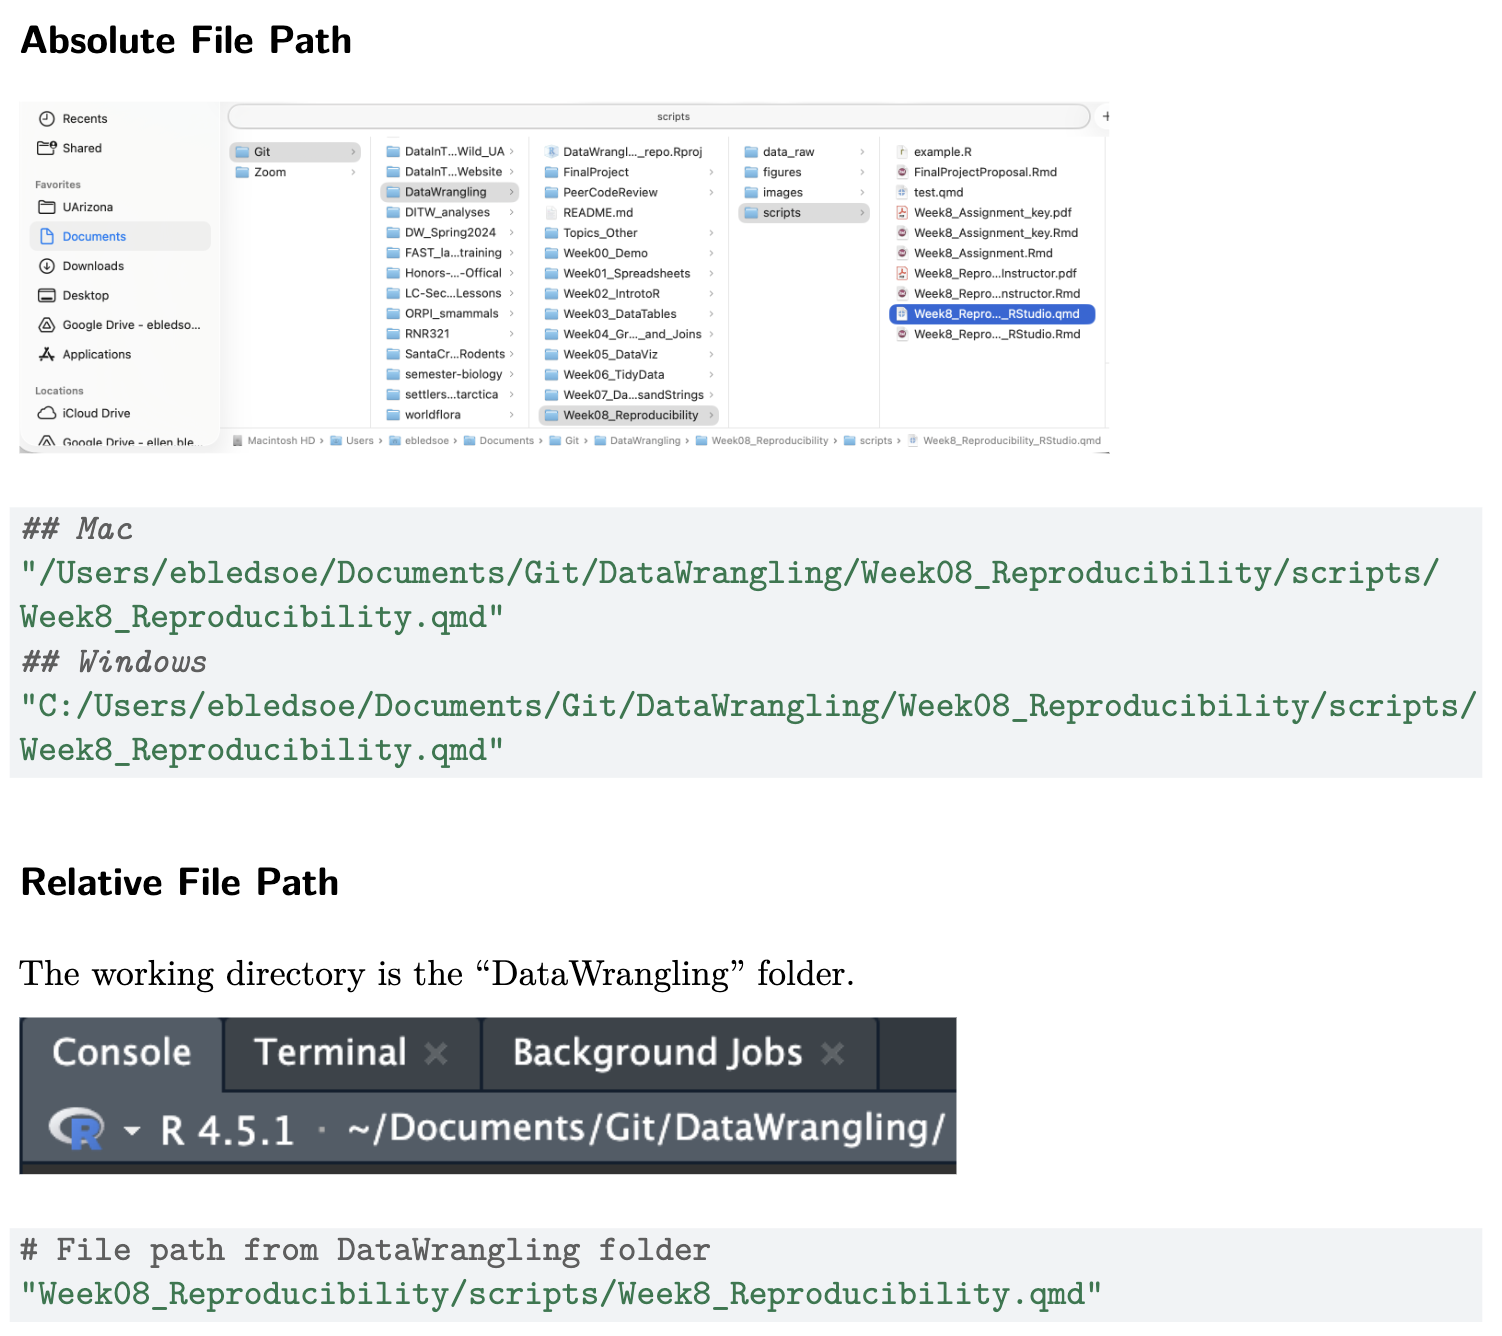 Absolute File Path
scripts
+
Recents
Shared
Favorites
UArizona
Documents
Downloads
Desktop
Google Drive - ebledso...
Applications
Locations
iCloud Drive
Google Drive - ellen.ble...
Git
Zoom
DataInT...Wild_UA
DataInT...Website
DataWrangling
DITW_analyses
DW_Spring2024
FAST_la...training
Honors-...-Offical
LC-Sec...Lessons
ORPI_smammals
RNR321
SantaCr...Rodents
semester-biology
settlers...tarctica
worldflora
DataWrangl..._repo.Rproj
FinalProject
PeerCodeReview
README.md
Topics_Other
Week00_Demo
Week01_Spreadsheets
Week02_IntrotoR
Week03_DataTables
Week04_Gr..._and_Joins
Week05_DataViz
Week06_TidyData
Week07_Da...sandStrings
Week08_Reproducibility
data_raw
figures
images
scripts
example.R
FinalProjectProposal.Rmd
test.qmd
Week8_Assignment_key.pdf
Week8_Assignment_key.Rmd
Week8_Assignment.Rmd
Week8_Repro...Instructor.pdf
Week8_Repro...nstructor.Rmd
Week8_Repro..._RStudio.qmd
Week8_Repro..._RStudio.Rmd
Macintosh HD › Users › ebledsoe › Documents › Git › DataWrangling › Week08_Reproducibility › scripts › Week8_Reproducibility_RStudio.qmd
## Mac
"/Users/ebledsoe/Documents/Git/DataWrangling/Week08_Reproducibility/scripts/
Week8_Reproducibility.qmd"
## Windows
"C:/Users/ebledsoe/Documents/Git/DataWrangling/Week08_Reproducibility/scripts/
Week8_Reproducibility.qmd"
Relative File Path
The working directory is the “DataWrangling” folder.
Console Terminal × Background Jobs ×
R R 4.5.1 · ~/Documents/Git/DataWrangling/
# File path from DataWrangling folder
"Week08_Reproducibility/scripts/Week8_Reproducibility.qmd"